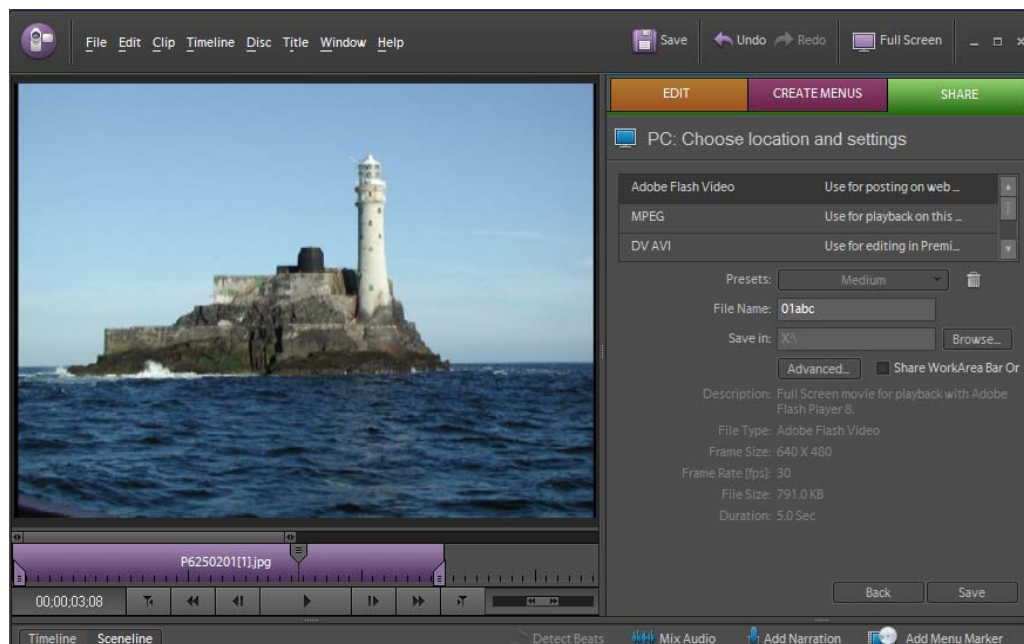 File Edit Clip Timeline Disc Title Window Help
Save Undo Redo Full Screen
EDIT CREATE MENUS SHARE
PC: Choose location and settings
Adobe Flash Video Use for posting on web ...
MPEG Use for playback on this ...
DV AVI Use for editing in Premi...
Presets: Medium
File Name: 01abc
Save in: X:\ Browse...
Advanced... Share WorkArea Bar Or
Description: Full Screen movie for playback with Adobe
Flash Player 8.
File Type: Adobe Flash Video
Frame Size: 640 X 480
Frame Rate [fps]: 30
File Size: 791.0 KB
Duration: 5.0 Sec
P6250201[1].jpg
Back Save
00;00;03;08
Timeline Sceneline Detect Beats Mix Audio Add Narration Add Menu Marker